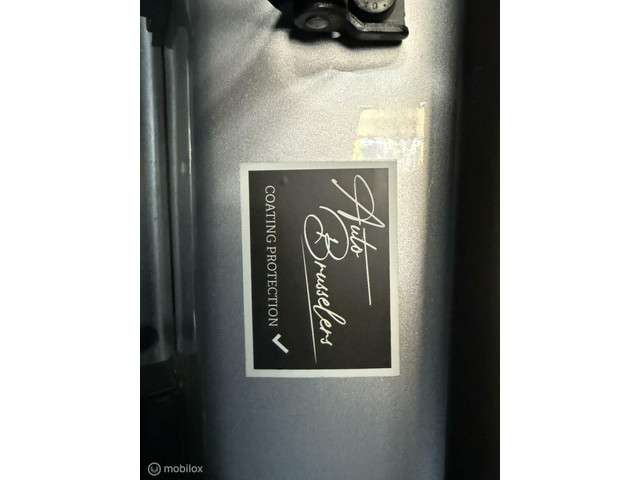 Auto
Brusselers
COATING PROTECTION
mobilox